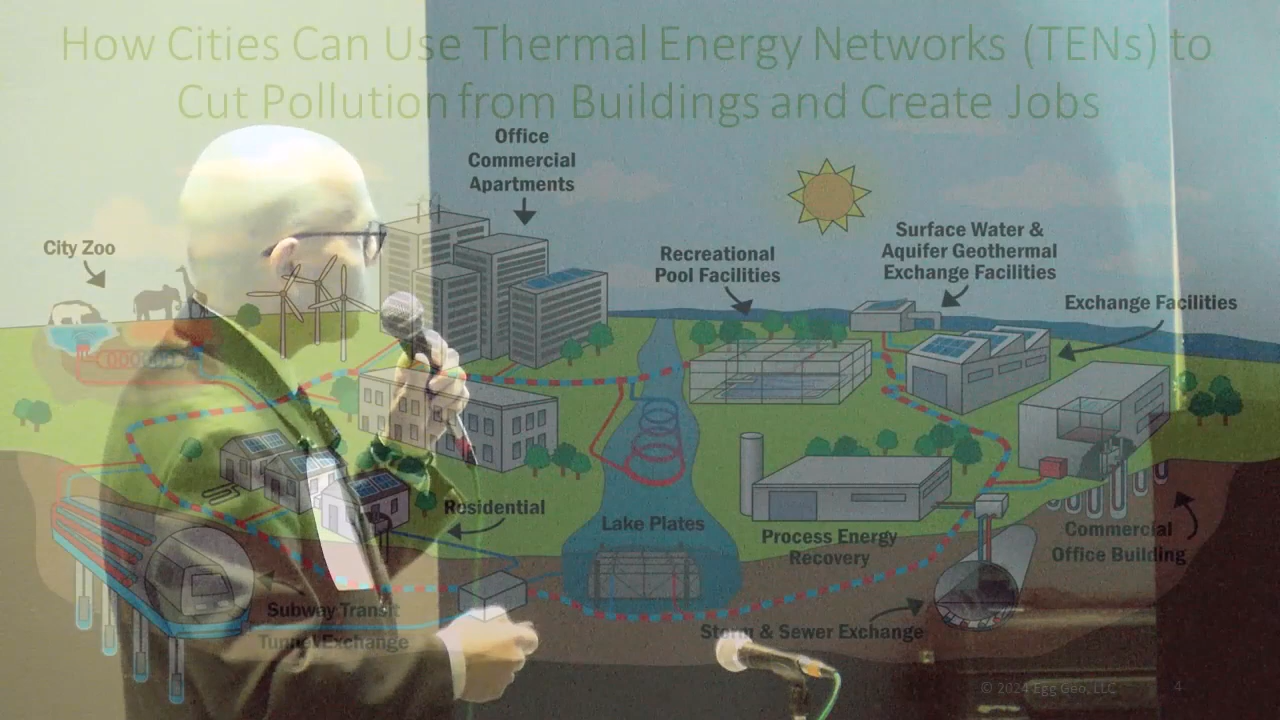 How Cities Can Use Thermal Energy Networks (TENs) to
Cut Pollution from Buildings and Create Jobs
Office
Commercial
Apartments
City Zoo
Recreational
Pool Facilities
Surface Water &
Aquifer Geothermal
Exchange Facilities
Exchange Facilities
Residential
Lake Plates
Process Energy
Recovery
Commercial
Office Building
Subway Transit
Tunnel Exchange
Storm & Sewer Exchange
© 2024 Egg Geo, LLC
4